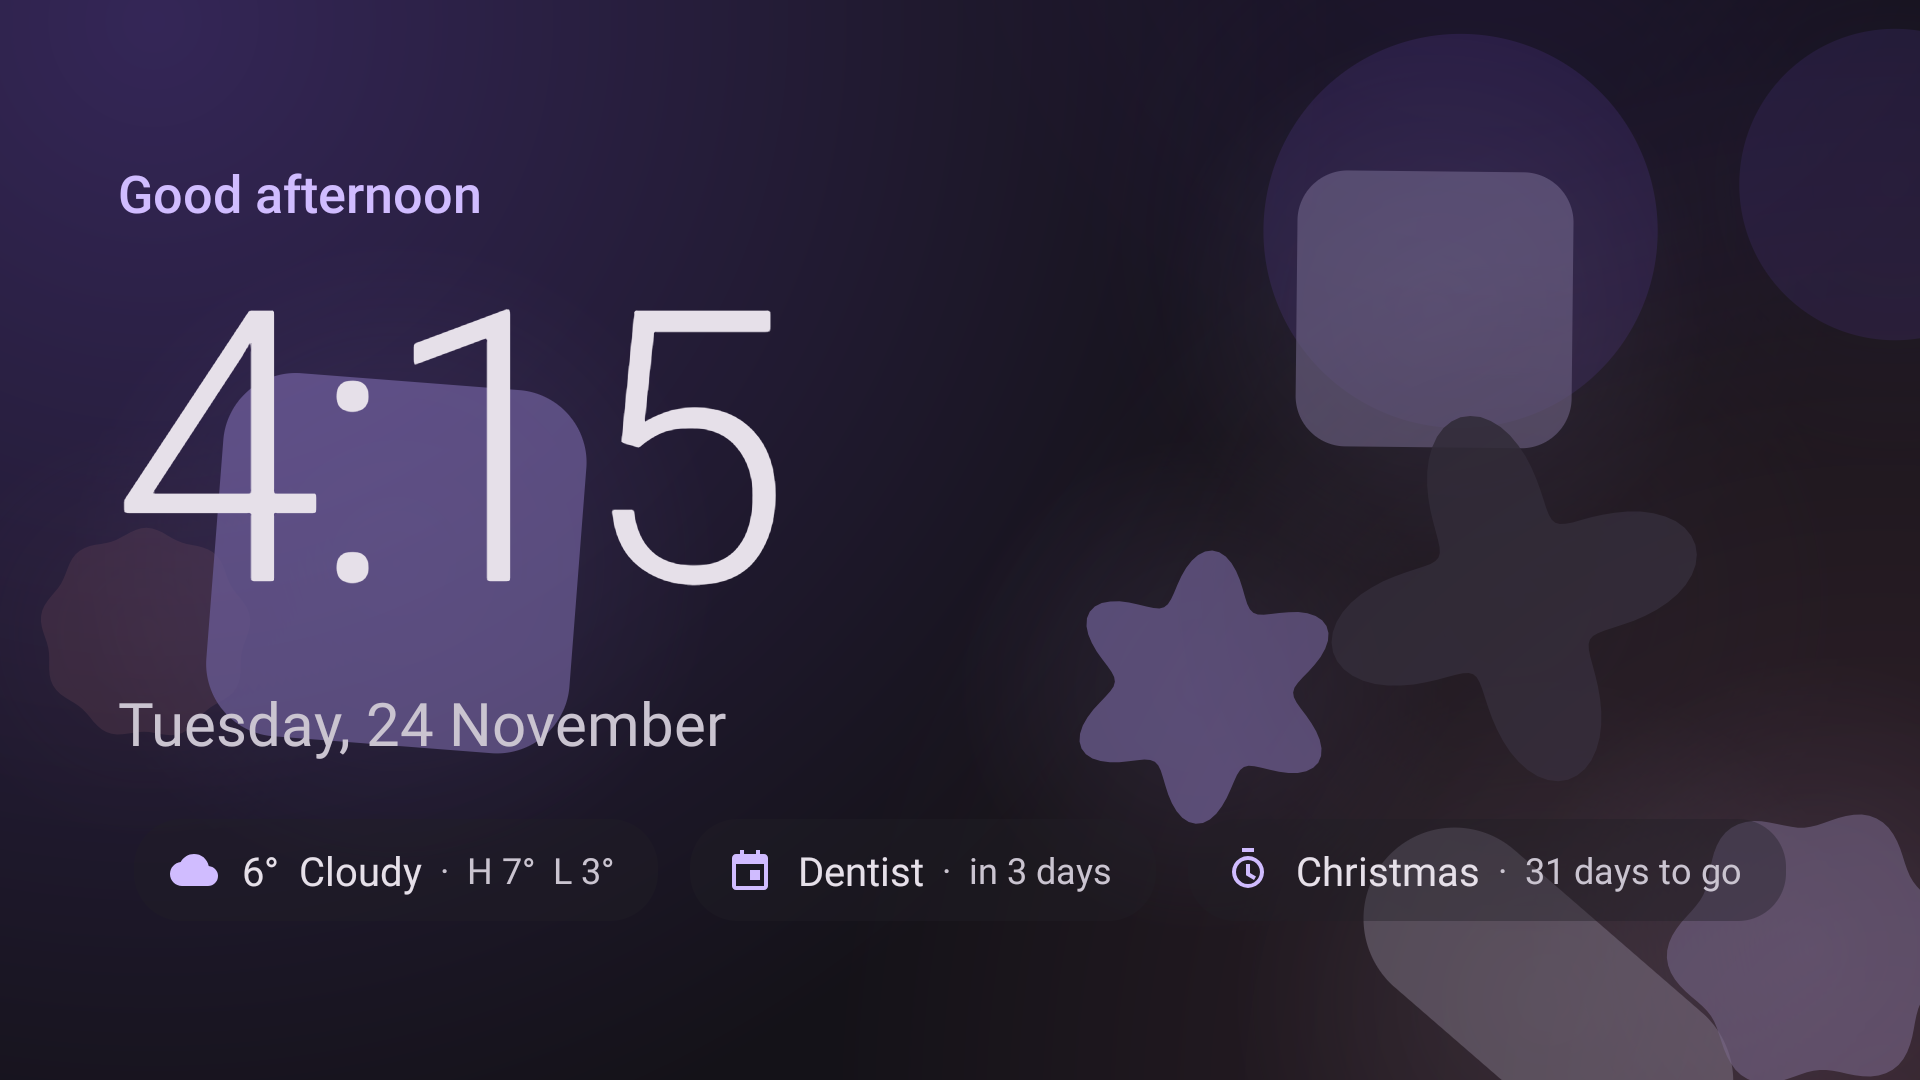 Good afternoon
4:15
Tuesday, 24 November
6° Cloudy · H 7° L 3°
Dentist · in 3 days
Christmas · 31 days to go